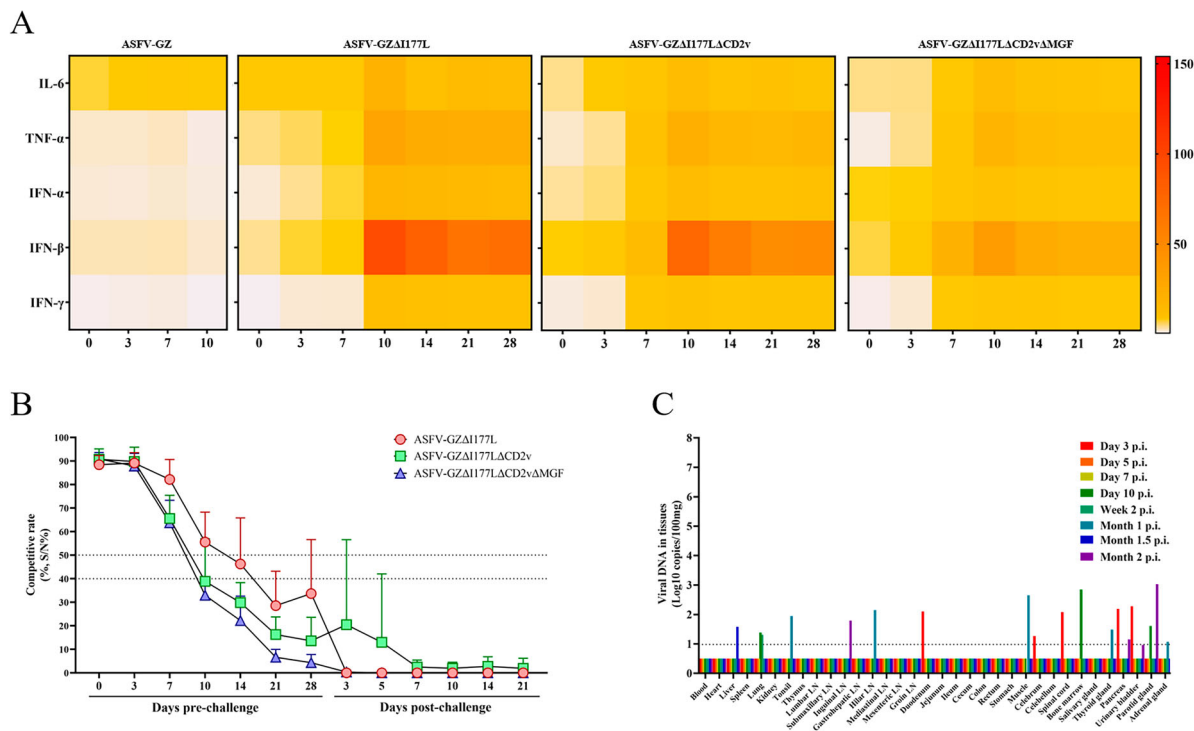 A
ASFV-GZ
ASFV-GZΔI177L
ASFV-GZΔI177LΔCD2v
ASFV-GZΔI177LΔCD2vΔMGF
IL-6
TNF-α
IFN-α
IFN-β
IFN-γ
0 3 7 10
0 3 7 10 14 21 28
0 3 7 10 14 21 28
0 3 7 10 14 21 28
150
100
50
B
Competitive rate
(%, S/N%)
100
90
80
70
60
50
40
30
20
10
0
ASFV-GZΔI177L
ASFV-GZΔI177LΔCD2v
ASFV-GZΔI177LΔCD2vΔMGF
0 3 7 10 14 21 28 3 5 7 10 14 21
Days pre-challenge
Days post-challenge
C
Viral DNA in tissues
(Log10 copies/100mg)
8
7
6
5
4
3
2
1
0
Day 3 p.i.
Day 5 p.i.
Day 7 p.i.
Day 10 p.i.
Week 2 p.i.
Month 1 p.i.
Month 1.5 p.i.
Month 2 p.i.
Blood
Heart
Liver
Spleen
Lung
Kidney
Tonsil
Thymus
Lumbar LN
Submaxillary LN
Inguinal LN
Gastrohepatic LN
Hilar LN
Mediastinal LN
Mesenteric LN
Groin LN
Duodenum
Jejunum
Ileum
Cecum
Colon
Rectum
Stomach
Muscle
Celebrum
Celebellum
Spinal cord
Bone marrow
Salivary gland
Thyroid gland
Pancreas
Urinary bladder
Parotid gland
Adrenal gland